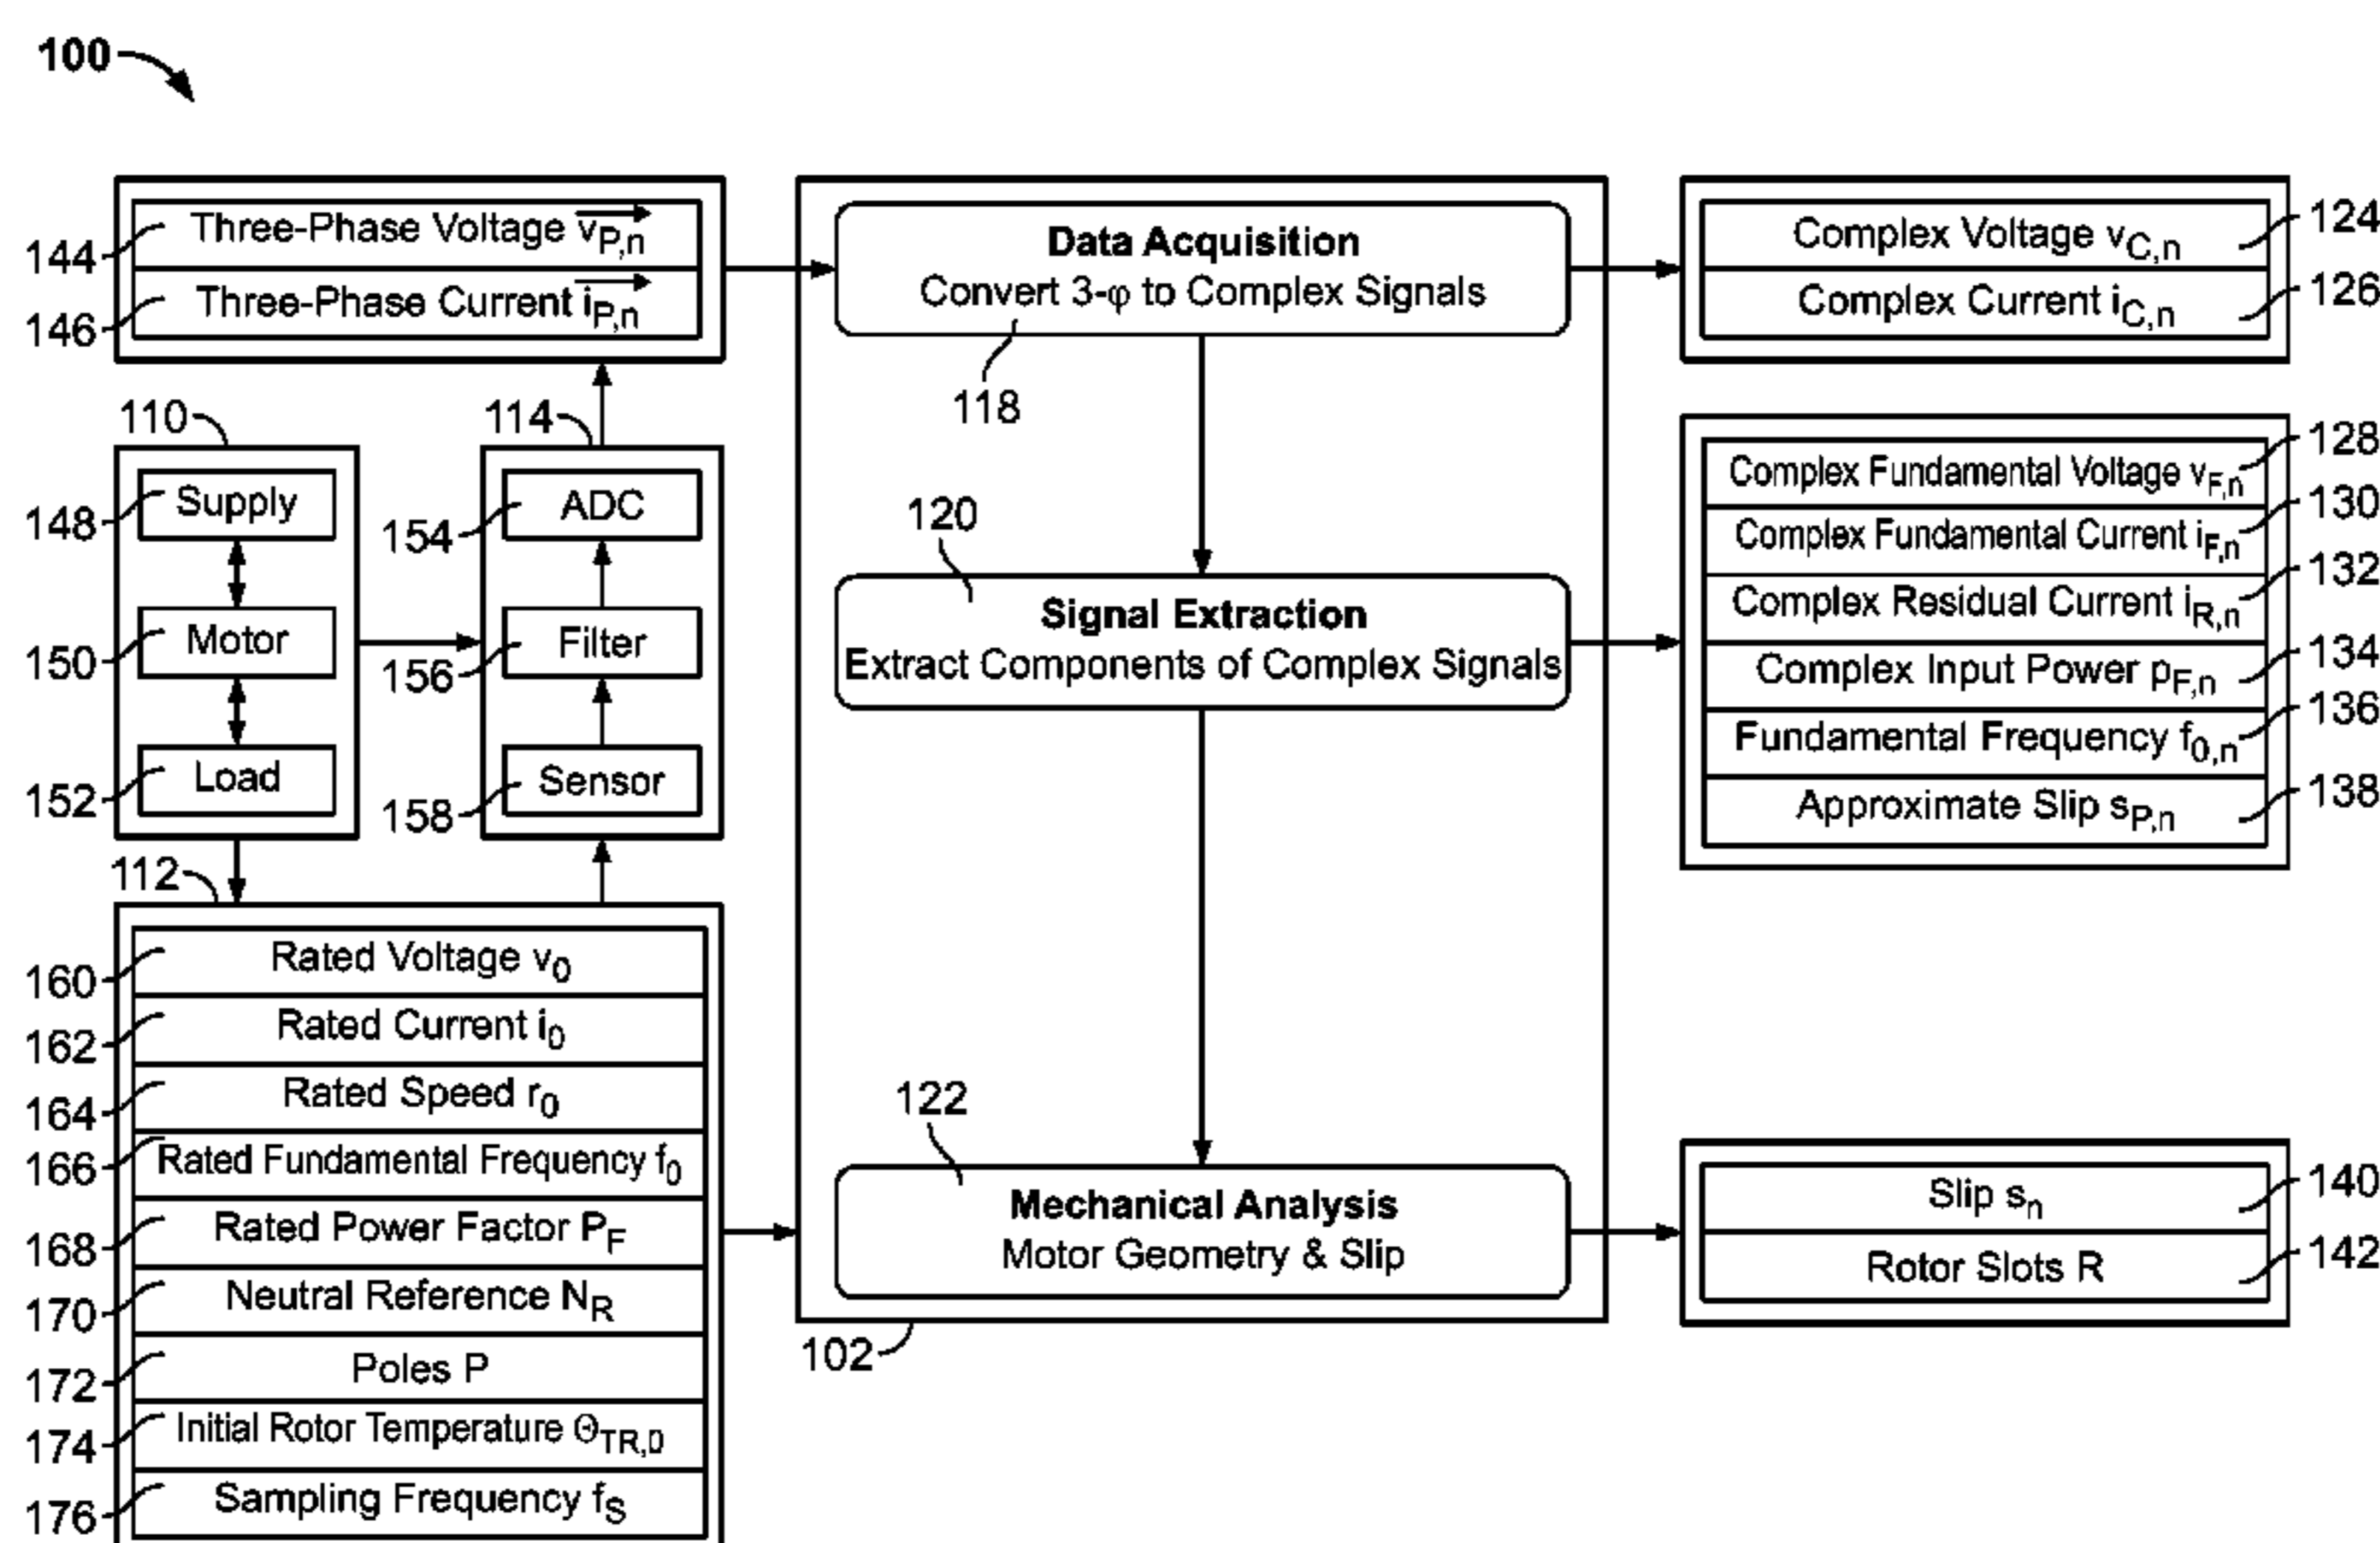 100
144
Three-Phase Voltage vP,n
146
Three-Phase Current iP,n
Data Acquisition
Convert 3-φ to Complex Signals
118
Complex Voltage vC,n
124
Complex Current iC,n
126
110
148
Supply
150
Motor
152
Load
114
154
ADC
156
Filter
158
Sensor
120
Signal Extraction
Extract Components of Complex Signals
Complex Fundamental Voltage vF,n
128
Complex Fundamental Current iF,n
130
Complex Residual Current iR,n
132
Complex Input Power pF,n
134
Fundamental Frequency f0,n
136
Approximate Slip sP,n
138
112
160
Rated Voltage v0
162
Rated Current i0
164
Rated Speed r0
166
Rated Fundamental Frequency f0
168
Rated Power Factor PF
170
Neutral Reference NR
172
Poles P
174
Initial Rotor Temperature ΘTR,0
176
Sampling Frequency fS
122
Mechanical Analysis
Motor Geometry & Slip
102
Slip sn
140
Rotor Slots R
142